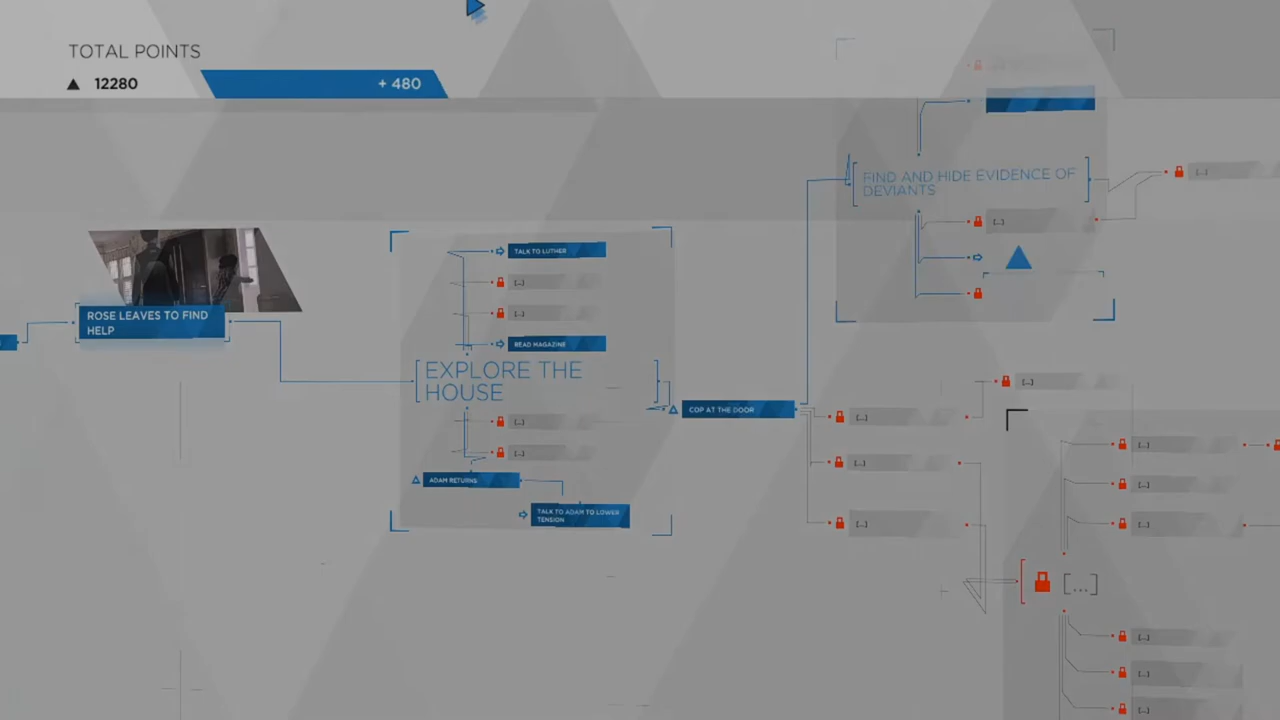 TOTAL POINTS
12280
+ 480
ROSE LEAVES TO FIND
HELP
TALK TO LUTHER
[...]
[...]
READ MAGAZINE
EXPLORE THE
HOUSE
[...]
[...]
ADAM RETURNS
TALK TO ADAM TO LOWER
TENSION
COP AT THE DOOR
FIND AND HIDE EVIDENCE OF
DEVIANTS
[...]
[...]
[...]
[...]
[...]
[...]
[...]
[...]
[...]
[...]
[...]
[...]
[...]